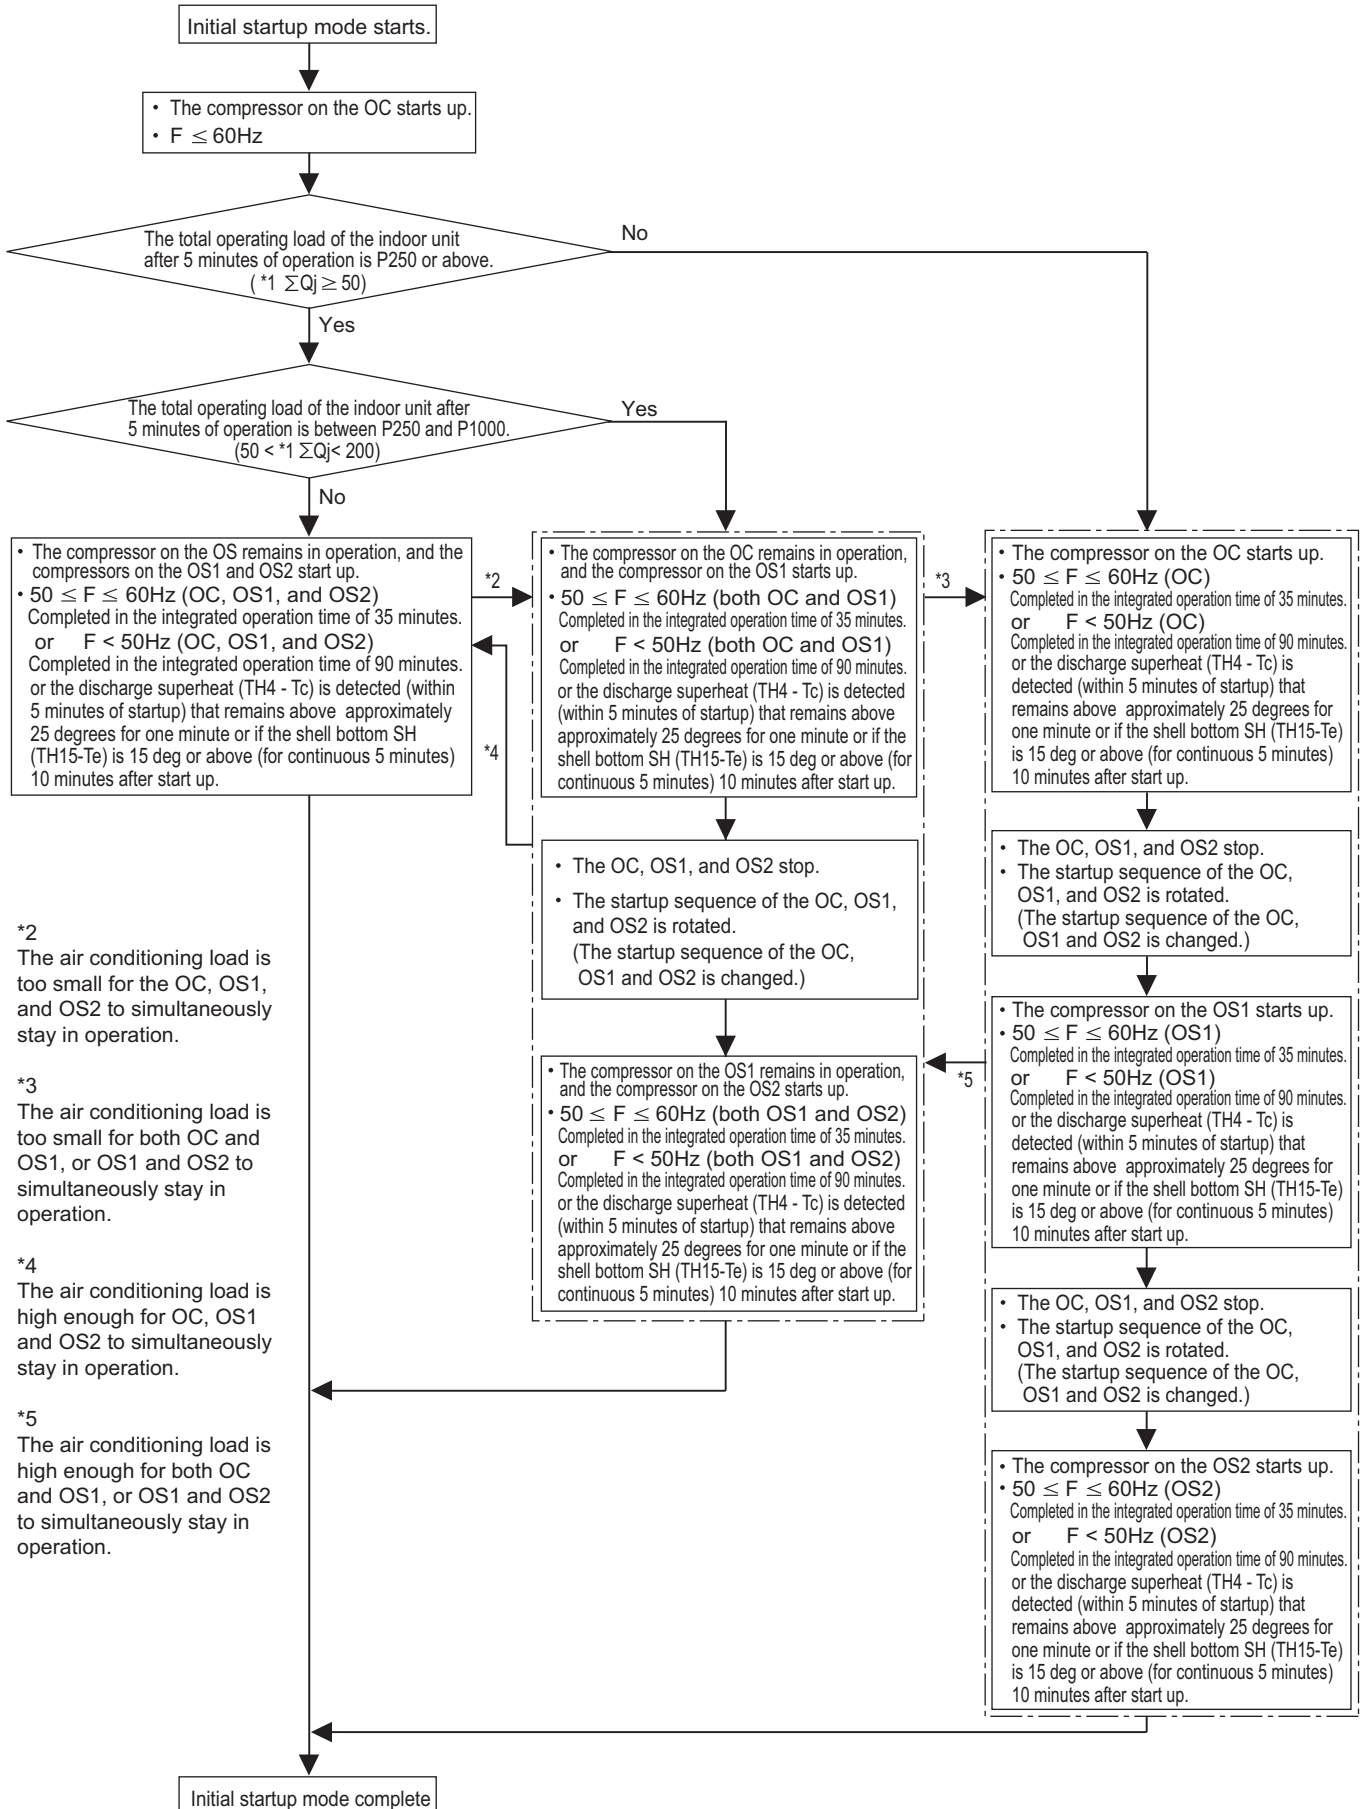 Initial startup mode starts.
· The compressor on the OC starts up.
· F ≤ 60Hz
The total operating load of the indoor unit
after 5 minutes of operation is P250 or above.
( *1 ∑Qj ≥ 50)
No
Yes
The total operating load of the indoor unit after
5 minutes of operation is between P250 and P1000.
(50 < *1 ∑Qj< 200)
Yes
No
· The compressor on the OS remains in operation, and the
compressors on the OS1 and OS2 start up.
· 50 ≤ F ≤ 60Hz (OC, OS1, and OS2)
Completed in the integrated operation time of 35 minutes.
or F < 50Hz (OC, OS1, and OS2)
Completed in the integrated operation time of 90 minutes.
or the discharge superheat (TH4 - Tc) is detected (within
5 minutes of startup) that remains above approximately
25 degrees for one minute or if the shell bottom SH
(TH15-Te) is 15 deg or above (for continuous 5 minutes)
10 minutes after start up.
*2
*4
· The compressor on the OC remains in operation,
and the compressor on the OS1 starts up.
· 50 ≤ F ≤ 60Hz (both OC and OS1)
Completed in the integrated operation time of 35 minutes.
or F < 50Hz (both OC and OS1)
Completed in the integrated operation time of 90 minutes.
or the discharge superheat (TH4 - Tc) is detected
(within 5 minutes of startup) that remains above
approximately 25 degrees for one minute or if the
shell bottom SH (TH15-Te) is 15 deg or above (for
continuous 5 minutes) 10 minutes after start up.
· The OC, OS1, and OS2 stop.
· The startup sequence of the OC, OS1,
and OS2 is rotated.
(The startup sequence of the OC,
OS1 and OS2 is changed.)
· The compressor on the OS1 remains in operation,
and the compressor on the OS2 starts up.
· 50 ≤ F ≤ 60Hz (both OS1 and OS2)
Completed in the integrated operation time of 35 minutes.
or F < 50Hz (both OS1 and OS2)
Completed in the integrated operation time of 90 minutes.
or the discharge superheat (TH4 - Tc) is detected
(within 5 minutes of startup) that remains above
approximately 25 degrees for one minute or if the
shell bottom SH (TH15-Te) is 15 deg or above (for
continuous 5 minutes) 10 minutes after start up.
*3
*5
· The compressor on the OC starts up.
· 50 ≤ F ≤ 60Hz (OC)
Completed in the integrated operation time of 35 minutes.
or F < 50Hz (OC)
Completed in the integrated operation time of 90 minutes.
or the discharge superheat (TH4 - Tc) is
detected (within 5 minutes of startup) that
remains above approximately 25 degrees for
one minute or if the shell bottom SH (TH15-Te)
is 15 deg or above (for continuous 5 minutes)
10 minutes after start up.
· The OC, OS1, and OS2 stop.
· The startup sequence of the OC,
OS1, and OS2 is rotated.
(The startup sequence of the OC,
OS1 and OS2 is changed.)
· The compressor on the OS1 starts up.
· 50 ≤ F ≤ 60Hz (OS1)
Completed in the integrated operation time of 35 minutes.
or F < 50Hz (OS1)
Completed in the integrated operation time of 90 minutes.
or the discharge superheat (TH4 - Tc) is
detected (within 5 minutes of startup) that
remains above approximately 25 degrees for
one minute or if the shell bottom SH (TH15-Te)
is 15 deg or above (for continuous 5 minutes)
10 minutes after start up.
· The OC, OS1, and OS2 stop.
· The startup sequence of the OC,
OS1, and OS2 is rotated.
(The startup sequence of the OC,
OS1 and OS2 is changed.)
· The compressor on the OS2 starts up.
· 50 ≤ F ≤ 60Hz (OS2)
Completed in the integrated operation time of 35 minutes.
or F < 50Hz (OS2)
Completed in the integrated operation time of 90 minutes.
or the discharge superheat (TH4 - Tc) is
detected (within 5 minutes of startup) that
remains above approximately 25 degrees for
one minute or if the shell bottom SH (TH15-Te)
is 15 deg or above (for continuous 5 minutes)
10 minutes after start up.
*2
The air conditioning load is
too small for the OC, OS1,
and OS2 to simultaneously
stay in operation.
*3
The air conditioning load is
too small for both OC and
OS1, or OS1 and OS2 to
simultaneously stay in
operation.
*4
The air conditioning load is
high enough for OC, OS1
and OS2 to simultaneously
stay in operation.
*5
The air conditioning load is
high enough for both OC
and OS1, or OS1 and OS2
to simultaneously stay in
operation.
Initial startup mode complete